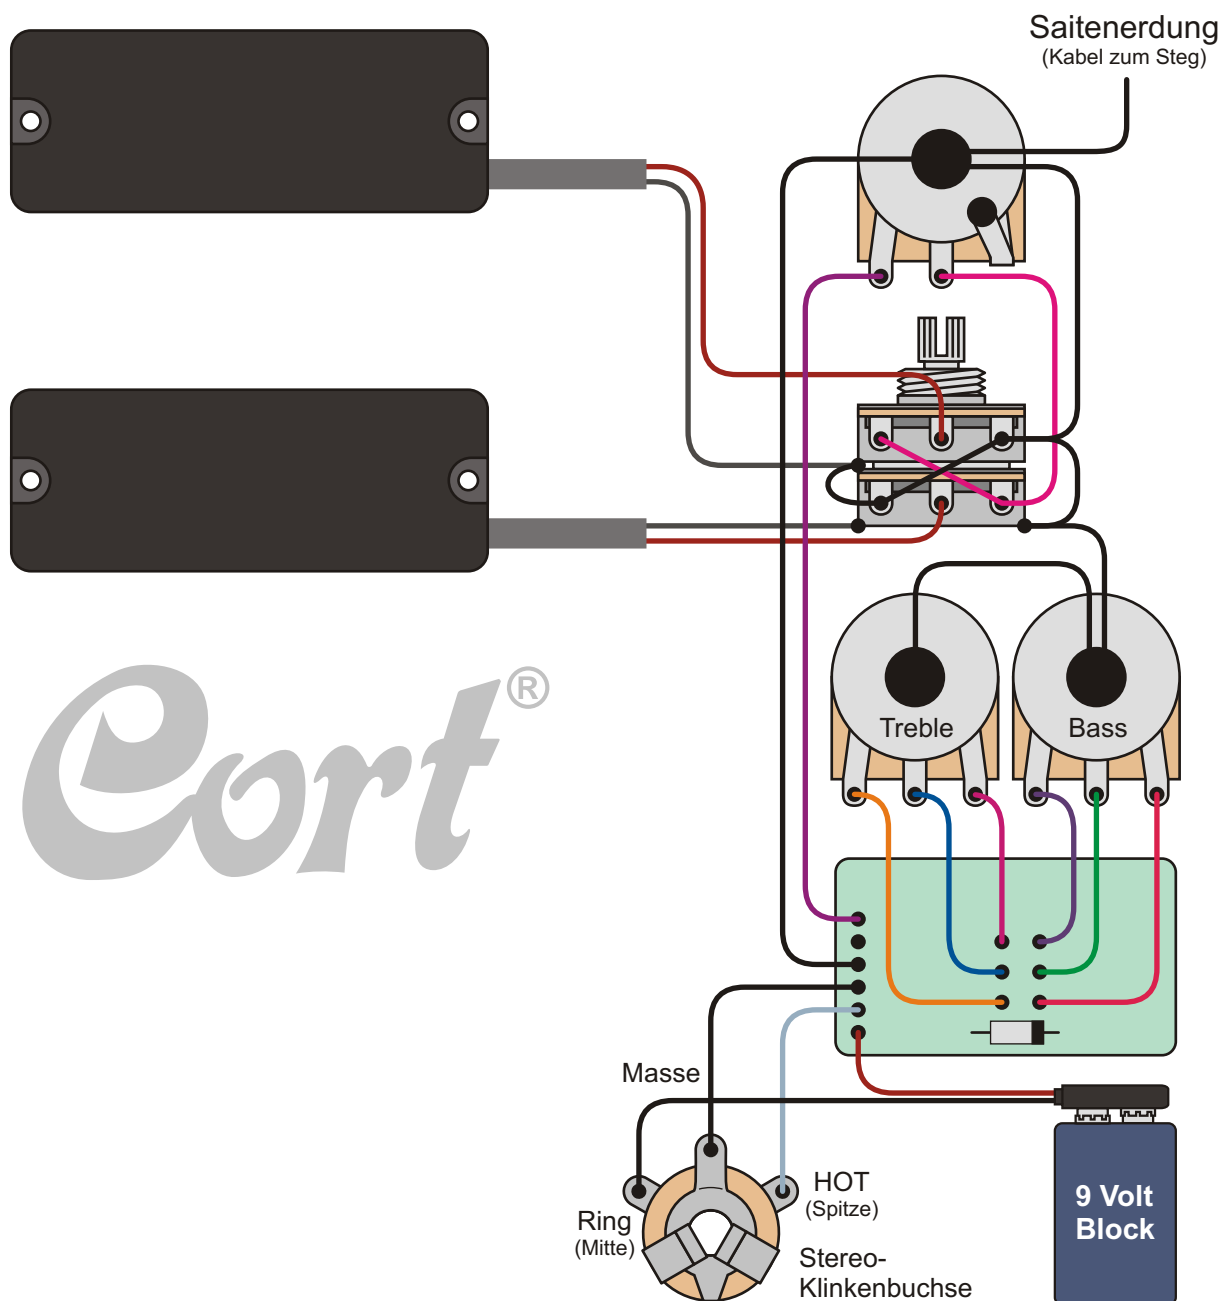 Saitenerdung
(Kabel zum Steg)
Cort®
Treble
Bass
Masse
HOT
(Spitze)
Ring
(Mitte)
Stereo-
Klinkenbuchse
9 Volt
Block